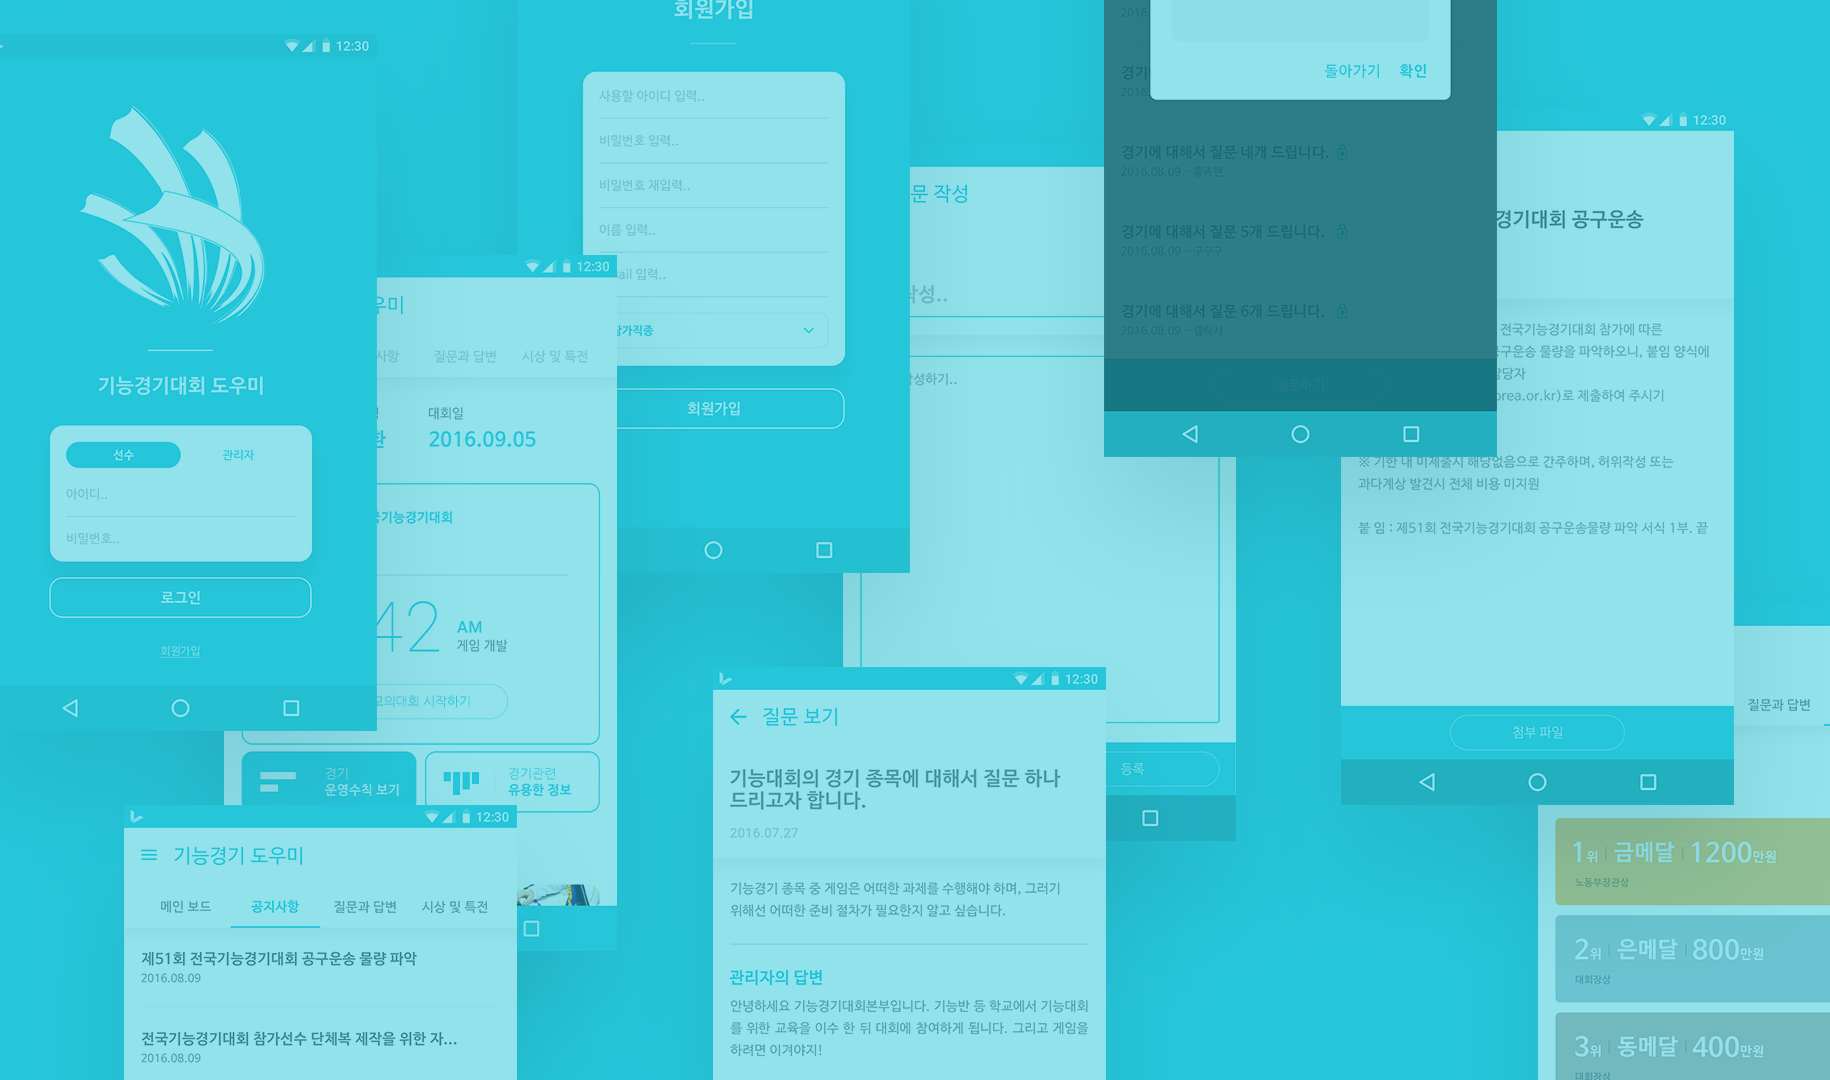 12:30
기능경기대회 도우미
선수
관리자
아이디..
비밀번호..
로그인
회원가입
회원가입
사용할 아이디 입력..
비밀번호 입력..
비밀번호 재입력..
이름 입력..
ail 입력..
가직종
회원가입
12:30
우미
사항
질문과 답변
시상 및 특전
대회일
환
2016.09.05
기능경기대회
42
AM
게임 개발
모의대회 시작하기
경기
운영수칙 보기
경기관련
유용한 정보
12:30
기능경기 도우미
메인 보드
공지사항
질문과 답변
시상 및 특전
제51회 전국기능경기대회 공구운송 물량 파악
2016.08.09
전국기능경기대회 참가선수 단체복 제작을 위한 자...
2016.08.09
문 작성
작성..
성하기..
등록
12:30
질문 보기
기능대회의 경기 종목에 대해서 질문 하나
드리고자 합니다.
2016.07.27
기능경기 종목 중 게임은 어떠한 과제를 수행해야 하며, 그러기
위해선 어떠한 준비 절차가 필요한지 알고 싶습니다.
관리자의 답변
안녕하세요 기능경기대회본부입니다. 기능반 등 학교에서 기능대회
를 위한 교육을 이수 한 뒤 대회에 참여하게 됩니다. 그리고 게임을
하려면 이겨야지!
2016.
돌아가기
확인
경기
2016.
경기에 대해서 질문 네개 드립니다.
2016.08.09 - 홍종현
경기에 대해서 질문 5개 드립니다.
2016.08.09 - 구구구
경기에 대해서 질문 6개 드립니다.
2016.08.09 - 갤럭시
질문하기
12:30
경기대회 공구운송
전국기능경기대회 참가에 따른
구운송 물량을 파악하오니, 붙임 양식에
담당자
orea.or.kr)로 제출하여 주시기
※ 기한 내 미제출시 해당없음으로 간주하며, 허위작성 또는
과다계상 발견시 전체 비용 미지원
붙 임 : 제51회 전국기능경기대회 공구운송물량 파악 서식 1부. 끝
첨부 파일
질문과 답변
1위 금메달 1200만원
노동부장관상
2위 은메달 800만원
대회장상
3위 동메달 400만원
대회장상